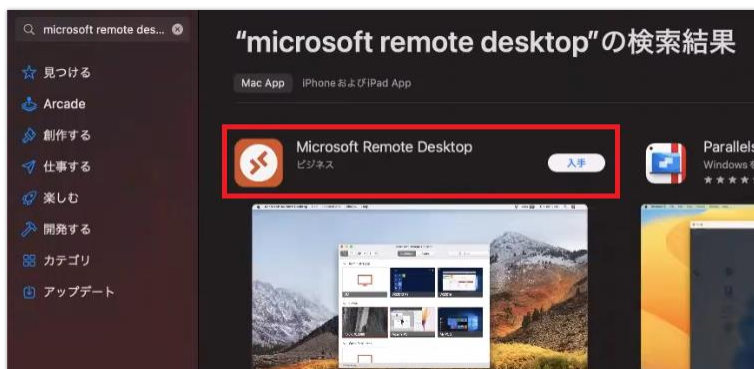 microsoft remote des...
"microsoft remote desktop"の検索結果
見つける
Arcade
創作する
仕事する
楽しむ
開発する
カテゴリ
アップデート
Mac App
iPhoneおよびiPad App
Microsoft Remote Desktop
ビジネス
入手
Parallels
Windows